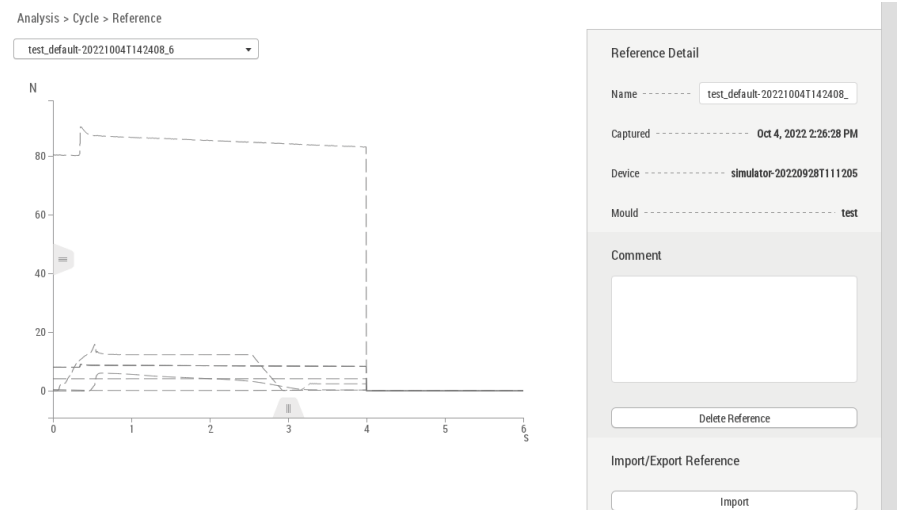 Analysis > Cycle > Reference
test_default-20221004T142408_6
N
80
60
40
20
0
0 1 2 3 4 5 6
s
Reference Detail
Name test_default-20221004T142408_
Captured Oct 4, 2022 2:26:28 PM
Device simulator-20220928T111205
Mould test
Comment
Delete Reference
Import/Export Reference
Import